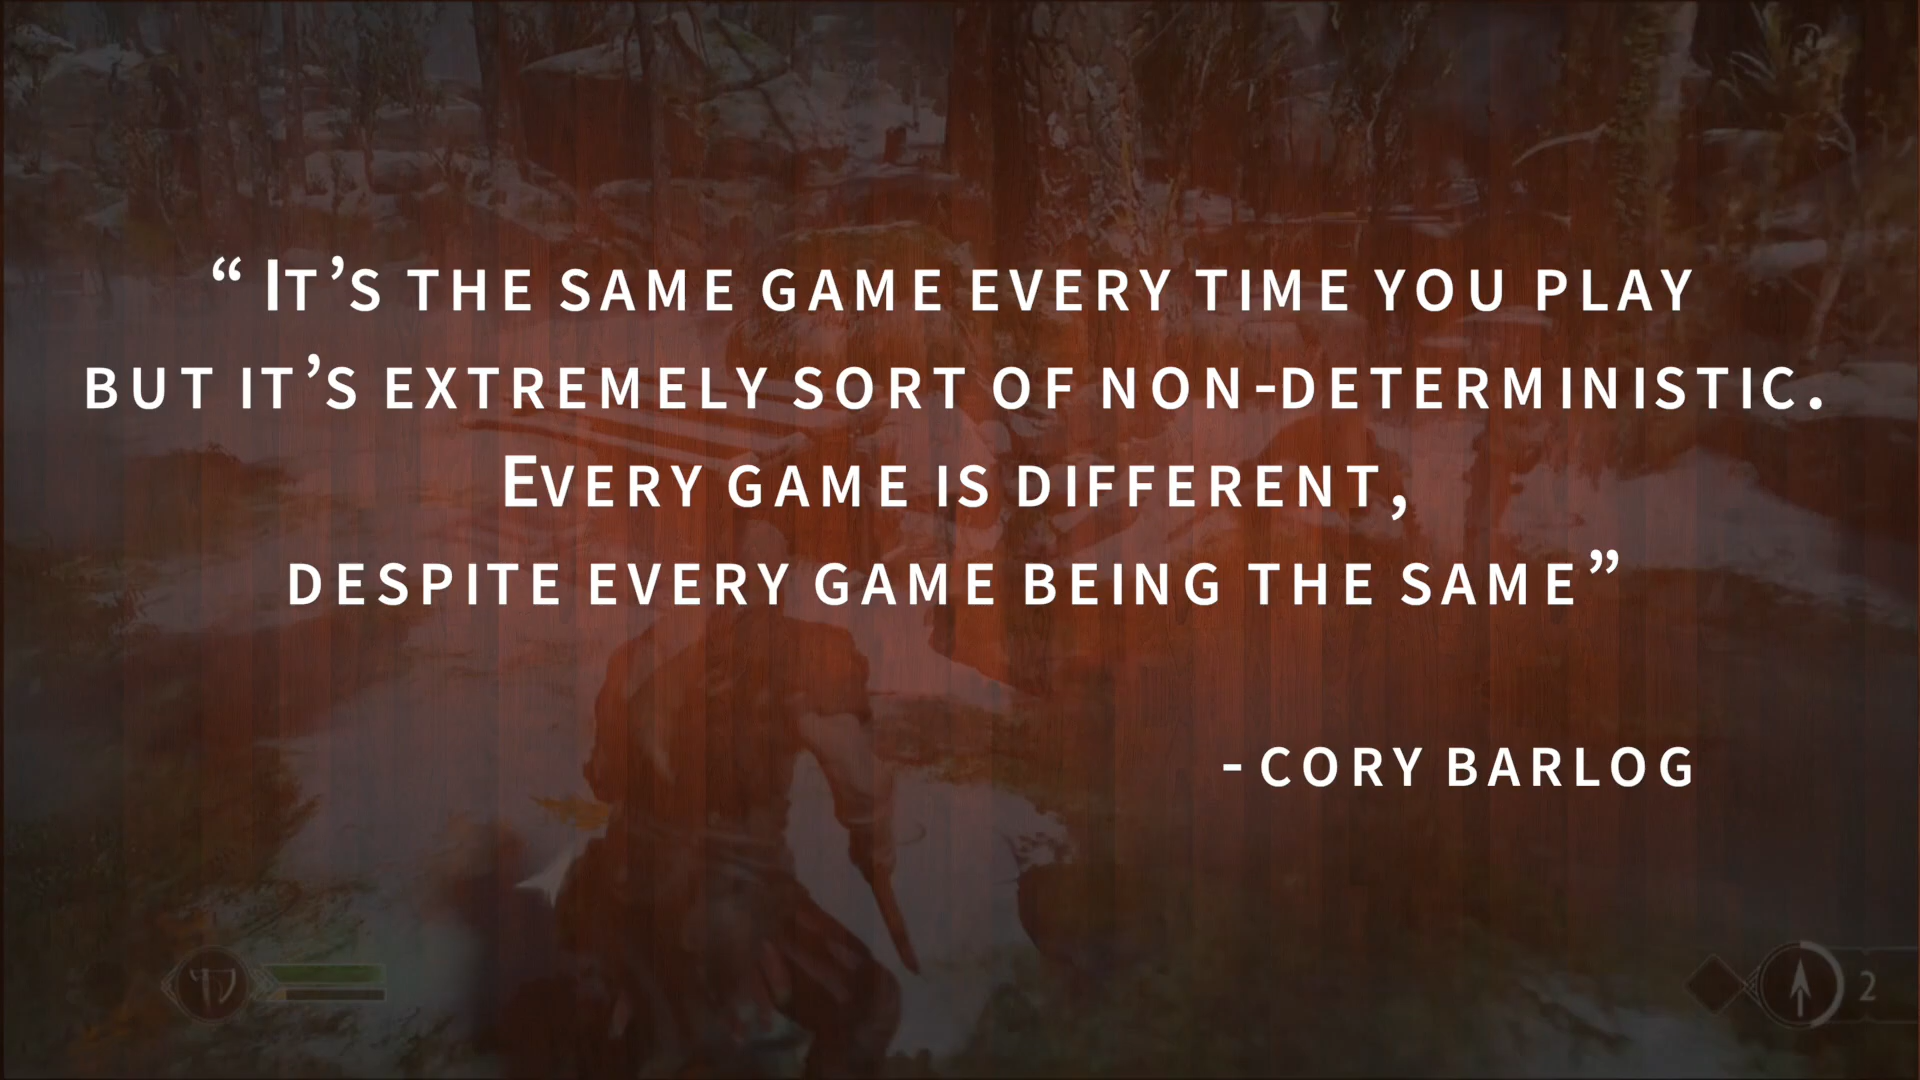 “ It’s the same game every time you play
but it’s extremely sort of non-deterministic.
Every game is different,
despite every game being the same”
- Cory Barlog
2